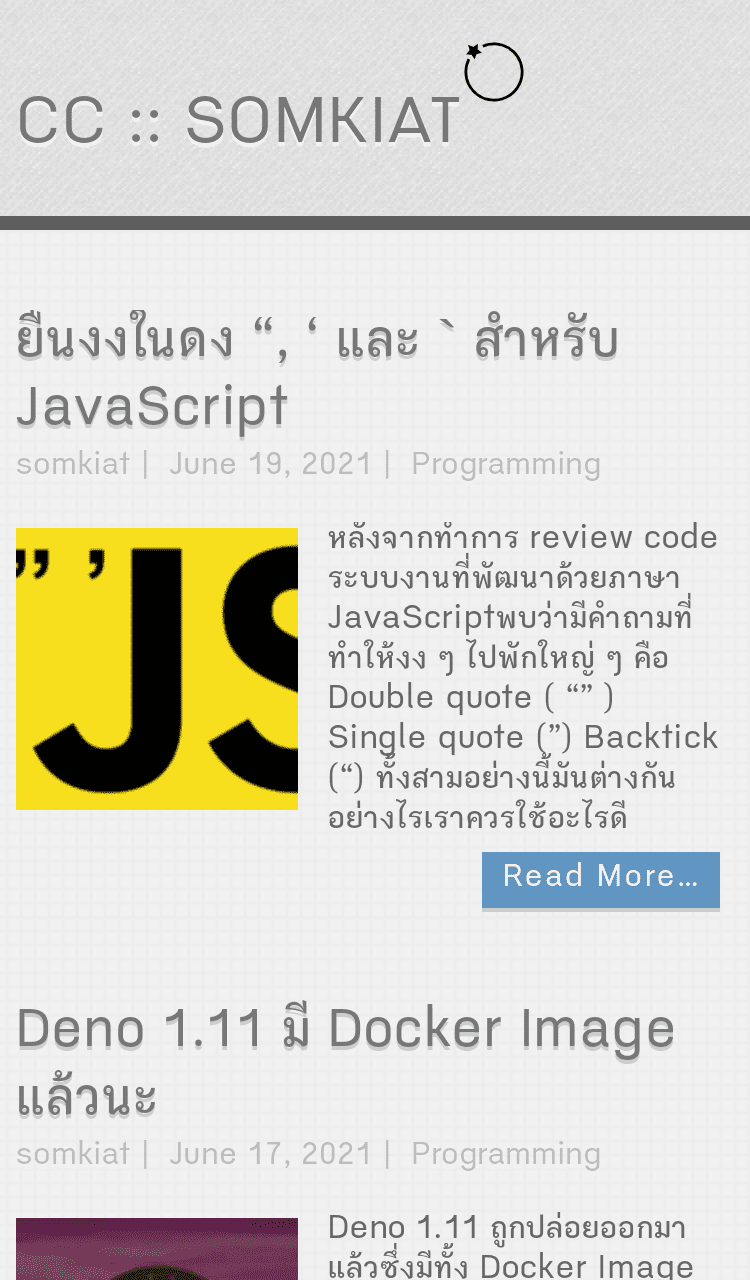 CC :: SOMKIAT
ยืนงงในดง “, ‘ และ ` สำหรับ
JavaScript
somkiat | June 19, 2021 | Programming
” ’ JS
หลังจากทำการ review code
ระบบงานที่พัฒนาด้วยภาษา
JavaScriptพบว่ามีคำถามที่
ทำให้งง ๆ ไปพักใหญ่ ๆ คือ
Double quote ( “” )
Single quote (”) Backtick
(“) ทั้งสามอย่างนี้มันต่างกัน
อย่างไรเราควรใช้อะไรดี
Read More…
Deno 1.11 มี Docker Image
แล้วนะ
somkiat | June 17, 2021 | Programming
Deno 1.11 ถูกปล่อยออกมา
แล้วซึ่งมีทั้ง Docker Image